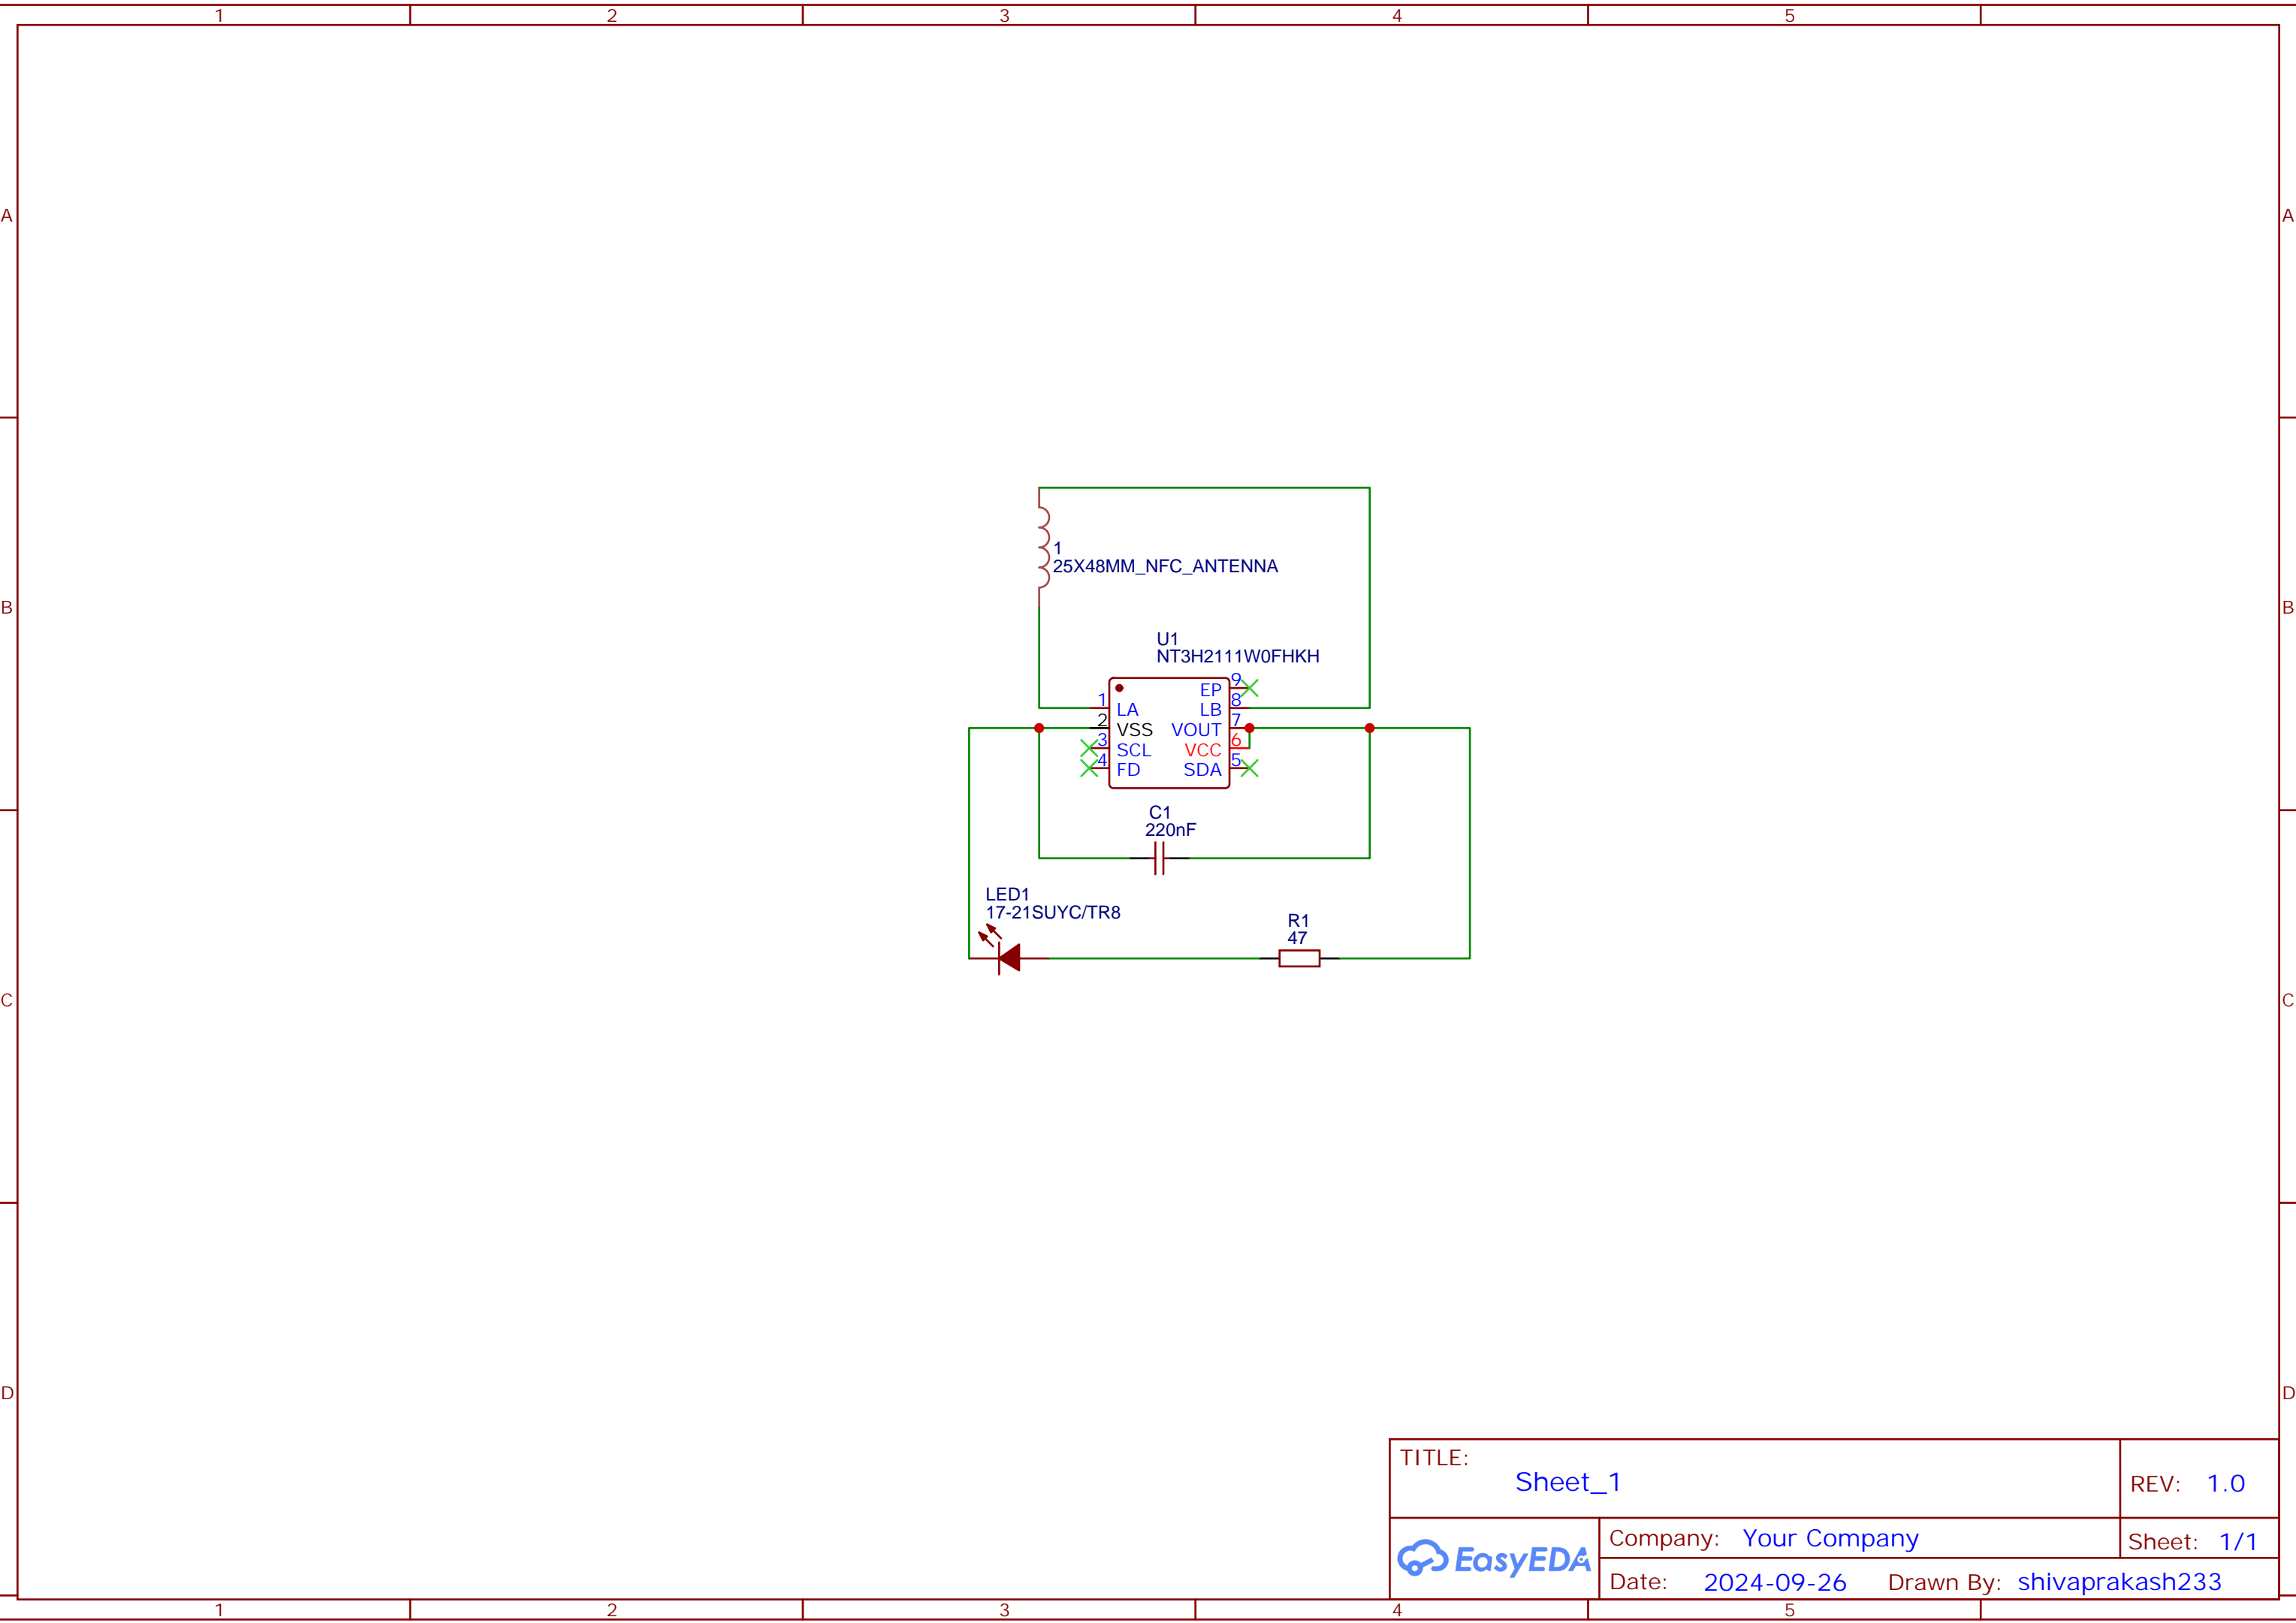 1 2 3 4 5
A A
1
25X48MM_NFC_ANTENNA
B B
U1
NT3H2111W0FHKH
EP 9
1 LA LB 8
2 VSS VOUT 7
3 SCL VCC 6
4 FD SDA 5
C1
220nF
LED1
17-21SUYC/TR8
R1
47
C C
D D
TITLE:
Sheet_1
REV: 1.0
EasyEDA
Company: Your Company
Sheet: 1/1
Date: 2024-09-26 Drawn By: shivaprakash233
1 2 3 4 5